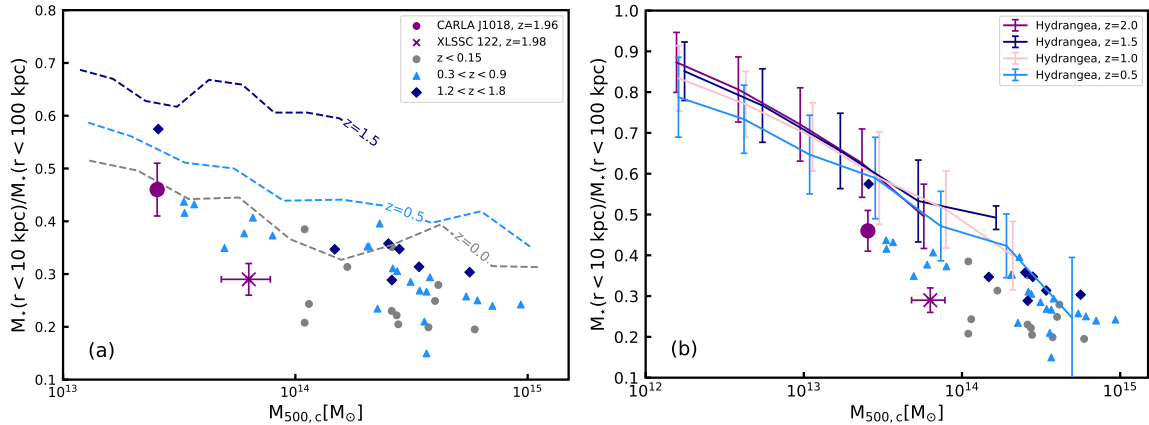 0.8
0.7
0.6
0.5
0.4
0.3
0.2
0.1
M⋆(r < 10 kpc)/M⋆(r < 100 kpc)
CARLA J1018, z=1.96
XLSSC 122, z=1.98
z < 0.15
0.3 < z < 0.9
1.2 < z < 1.8
z=1.5
z=0.5
z=0.0
(a)
10¹³
10¹⁴
10¹⁵
M₅₀₀,c[M⊙]
1.0
0.9
0.8
0.7
0.6
0.5
0.4
0.3
0.2
0.1
M⋆(r < 10 kpc)/M⋆(r < 100 kpc)
Hydrangea, z=2.0
Hydrangea, z=1.5
Hydrangea, z=1.0
Hydrangea, z=0.5
(b)
10¹²
10¹³
10¹⁴
10¹⁵
M₅₀₀,c[M⊙]